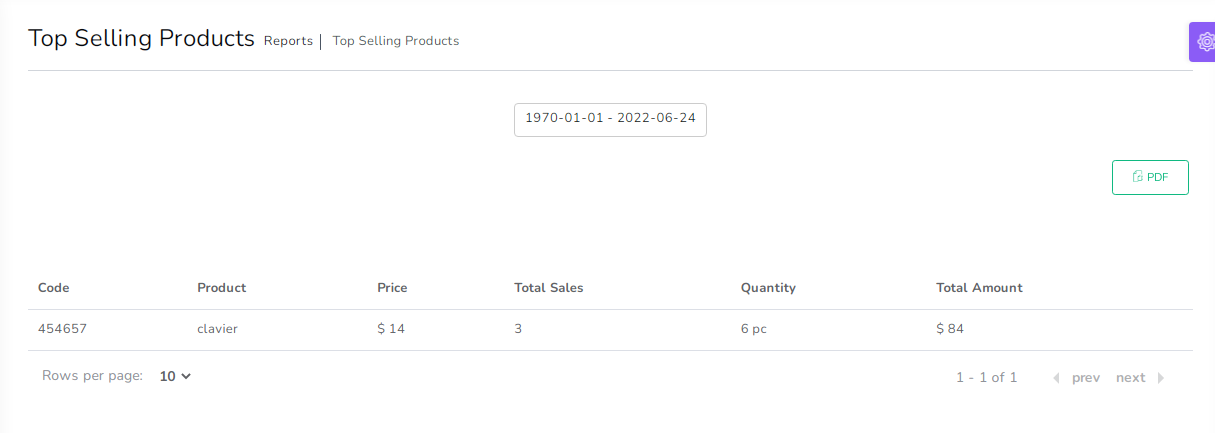 Top Selling Products Reports | Top Selling Products
1970-01-01 - 2022-06-24
PDF
Code Product Price Total Sales Quantity Total Amount
454657 clavier $ 14 3 6 pc $ 84
Rows per page: 10 1 - 1 of 1 prev next